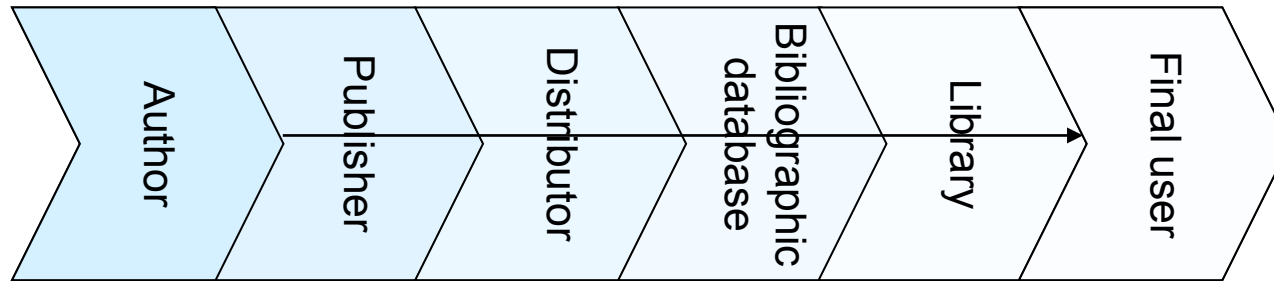 Author
Publisher
Distributor
Bibliographic
database
Library
Final user